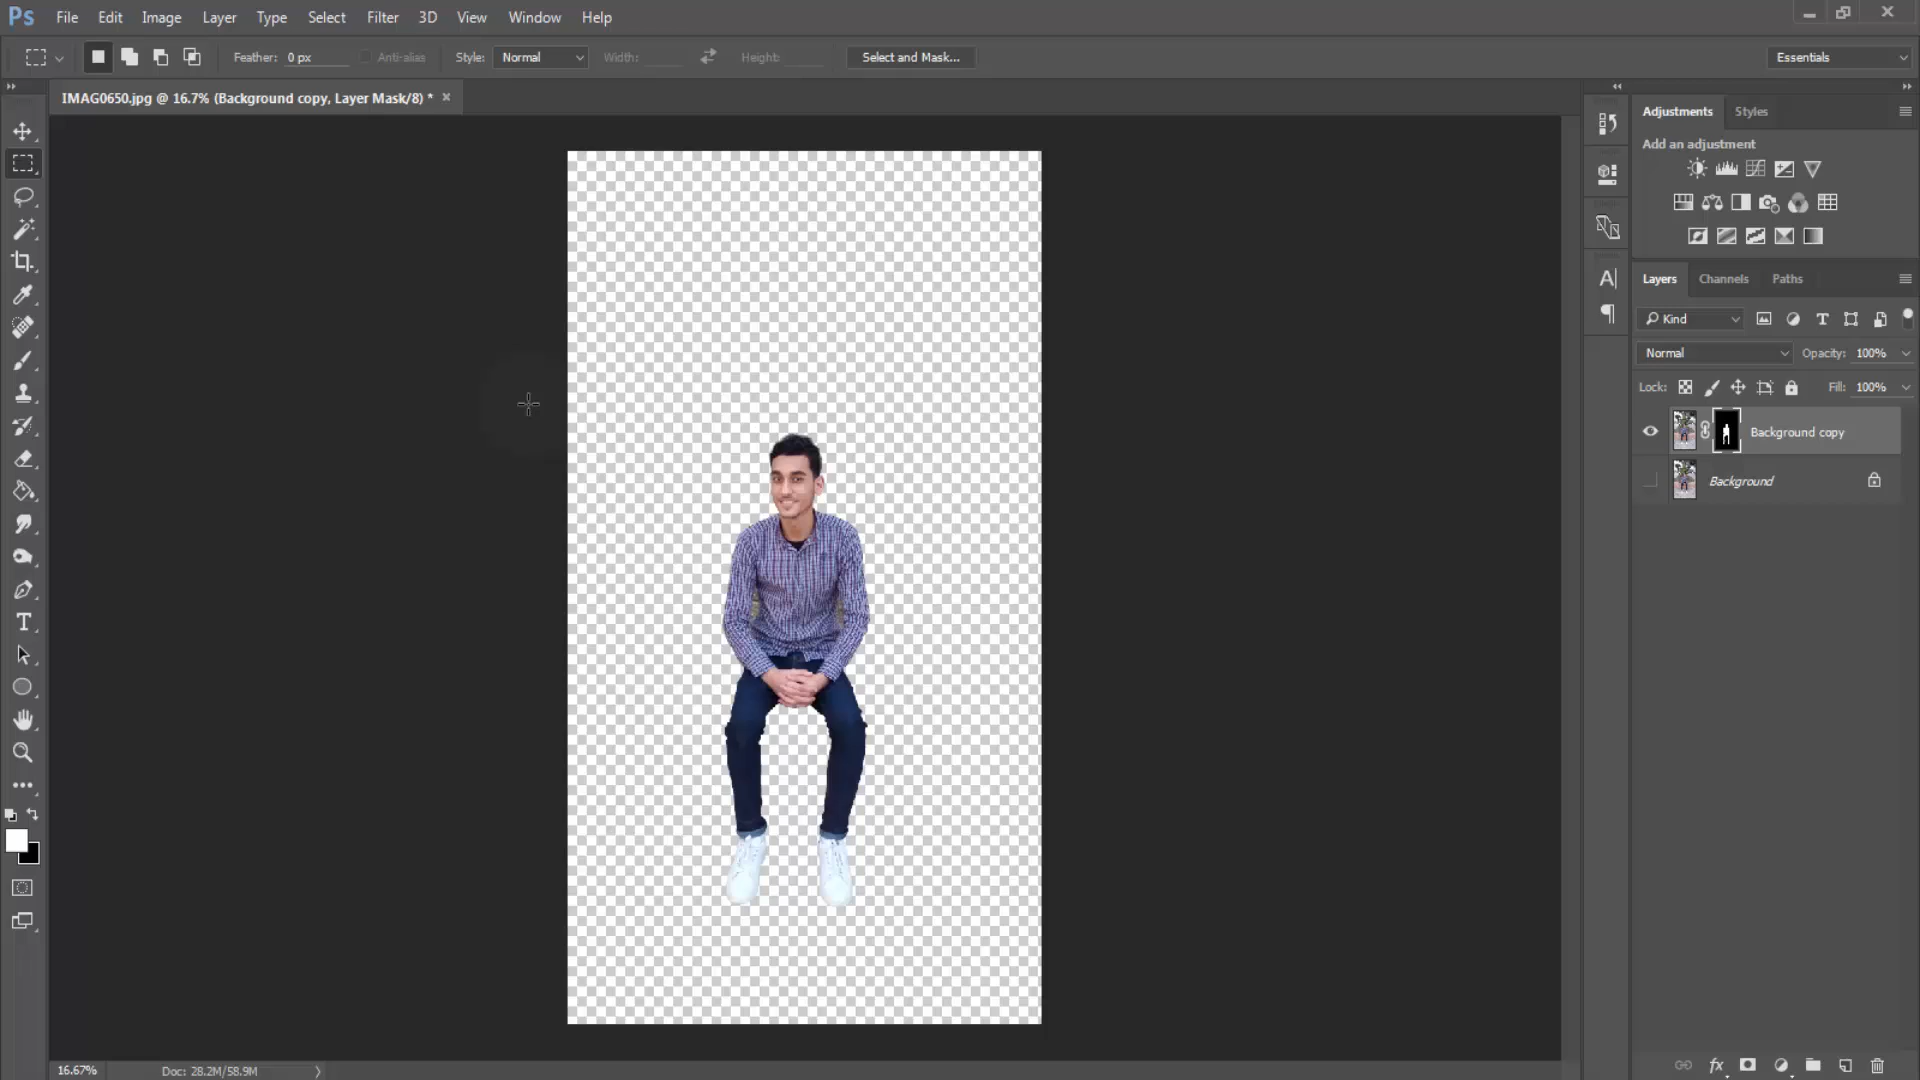 Ps File Edit Image Layer Type Select Filter 3D View Window Help
Feather: 0 px Anti-alias Style: Normal Width: Height: Select and Mask... Essentials
IMAG0650.jpg @ 16.7% (Background copy, Layer Mask/8) * ×
Adjustments Styles
Add an adjustment
Layers Channels Paths
Kind
Normal Opacity: 100%
Lock: Fill: 100%
Background copy
Background
16.67% Doc: 28.2M/58.9M